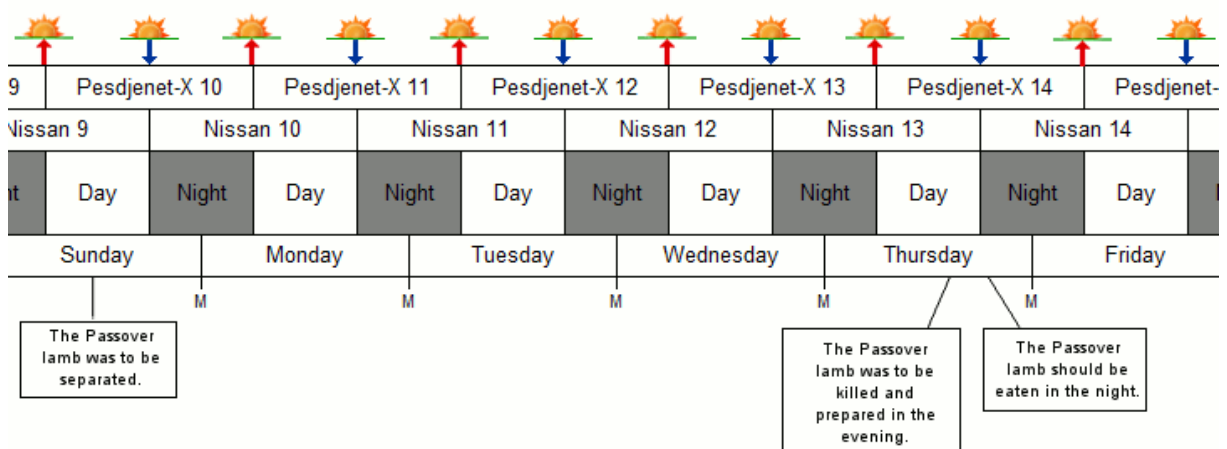 9 Pesdjenet-X 10 Pesdjenet-X 11 Pesdjenet-X 12 Pesdjenet-X 13 Pesdjenet-X 14 Pesdjenet-
Nissan 9 Nissan 10 Nissan 11 Nissan 12 Nissan 13 Nissan 14
ht Day Night Day Night Day Night Day Night Day Night Day
Sunday Monday Tuesday Wednesday Thursday Friday
M M M M M
The Passover
lamb was to be
separated.
The Passover
lamb was to be
killed and
prepared in the
evening.
The Passover
lamb should be
eaten in the night.